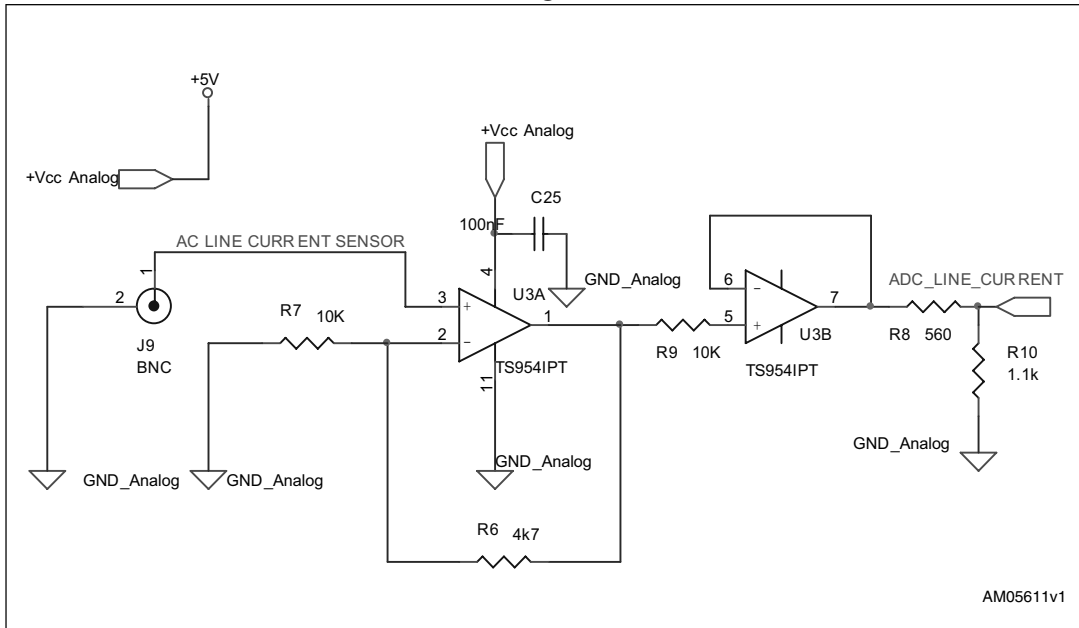 +5V
+Vcc Analog
+Vcc Analog
C25
100nF
AC LINE CURRENT SENSOR
1
2
J9
BNC
R7
10K
4
3
+
2
−
U3A
1
TS954IPT
11
GND_Analog
R9
10K
6
−
5
+
7
U3B
TS954IPT
ADC_LINE_CURRENT
R8
560
R10
1.1k
GND_Analog
GND_Analog
GND_Analog
GND_Analog
R6
4k7
AM05611v1